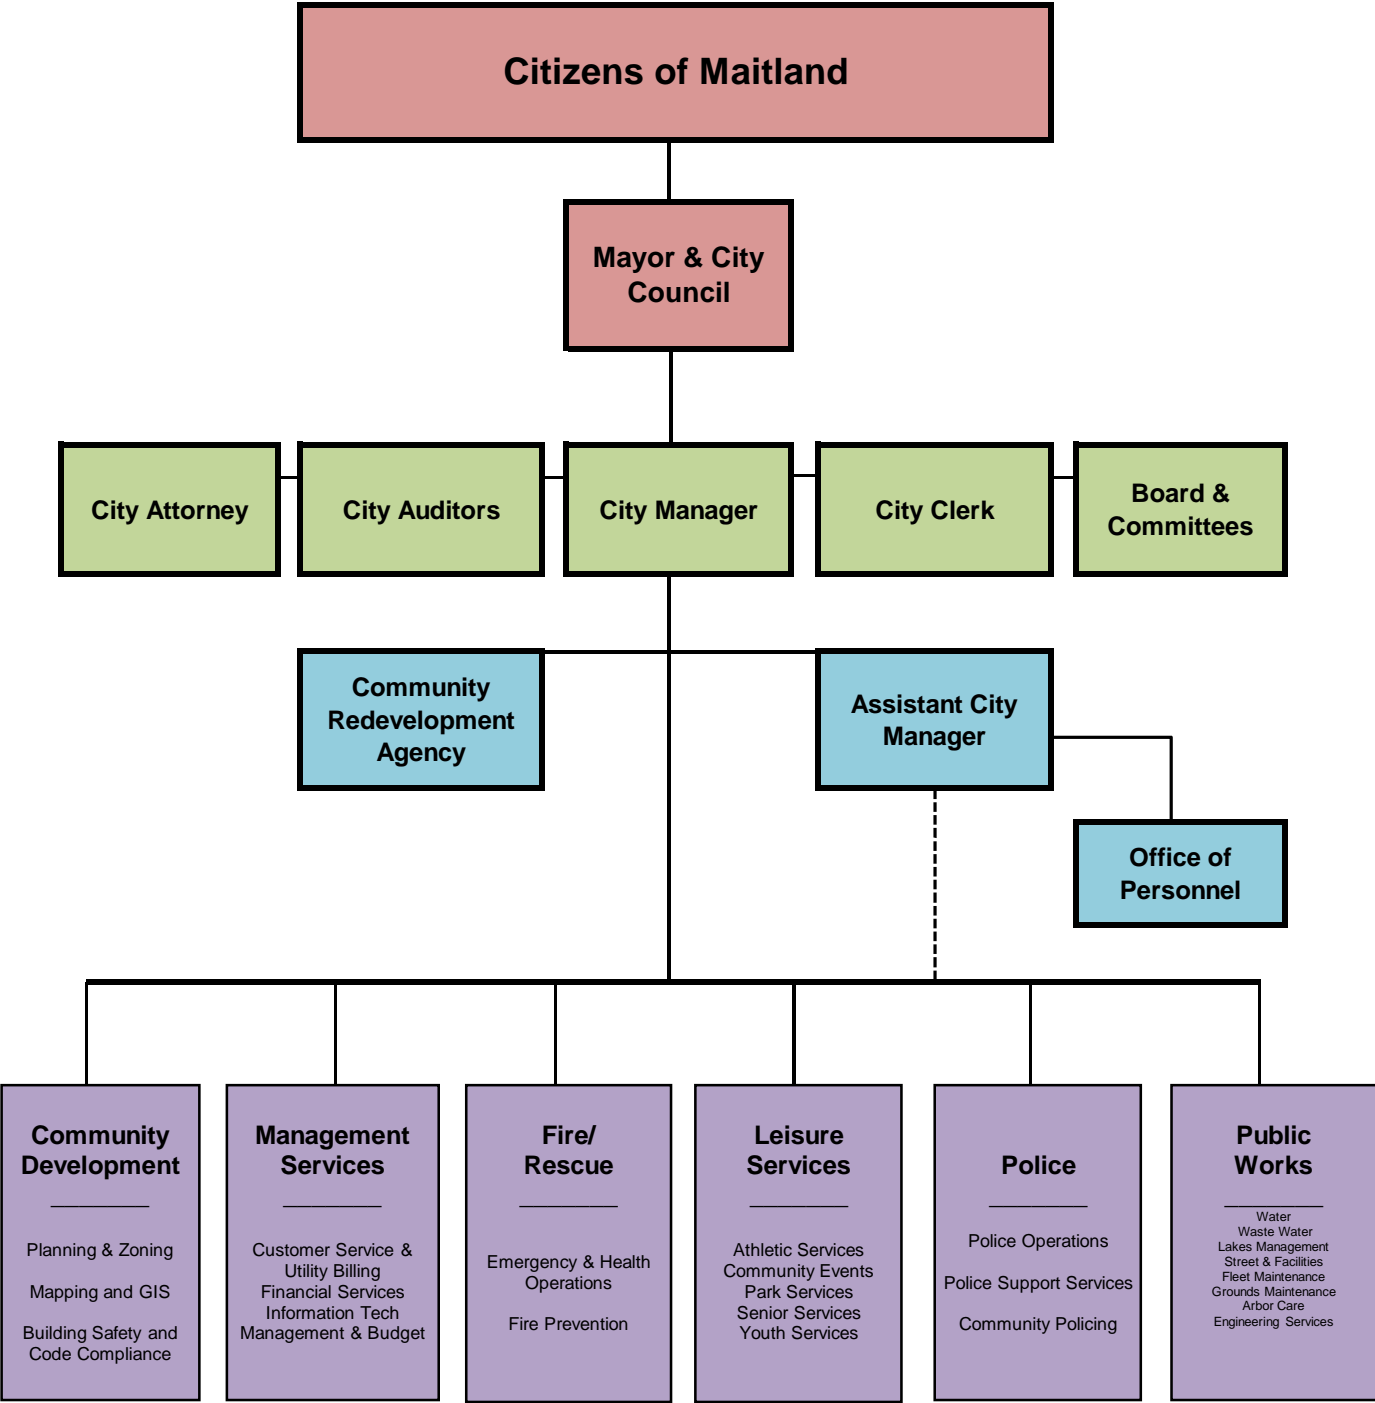 Citizens of Maitland
Mayor & City
Council
City Attorney
City Auditors
City Manager
City Clerk
Board &
Committees
Community
Redevelopment
Agency
Assistant City
Manager
Office of
Personnel
Community
Development
Planning & Zoning
Mapping and GIS
Building Safety and
Code Compliance
Management
Services
Customer Service &
Utility Billing
Financial Services
Information Tech
Management & Budget
Fire/
Rescue
Emergency & Health
Operations
Fire Prevention
Leisure
Services
Athletic Services
Community Events
Park Services
Senior Services
Youth Services
Police
Police Operations
Police Support Services
Community Policing
Public
Works
Water
Waste Water
Lakes Management
Street & Facilities
Fleet Maintenance
Grounds Maintenance
Arbor Care
Engineering Services